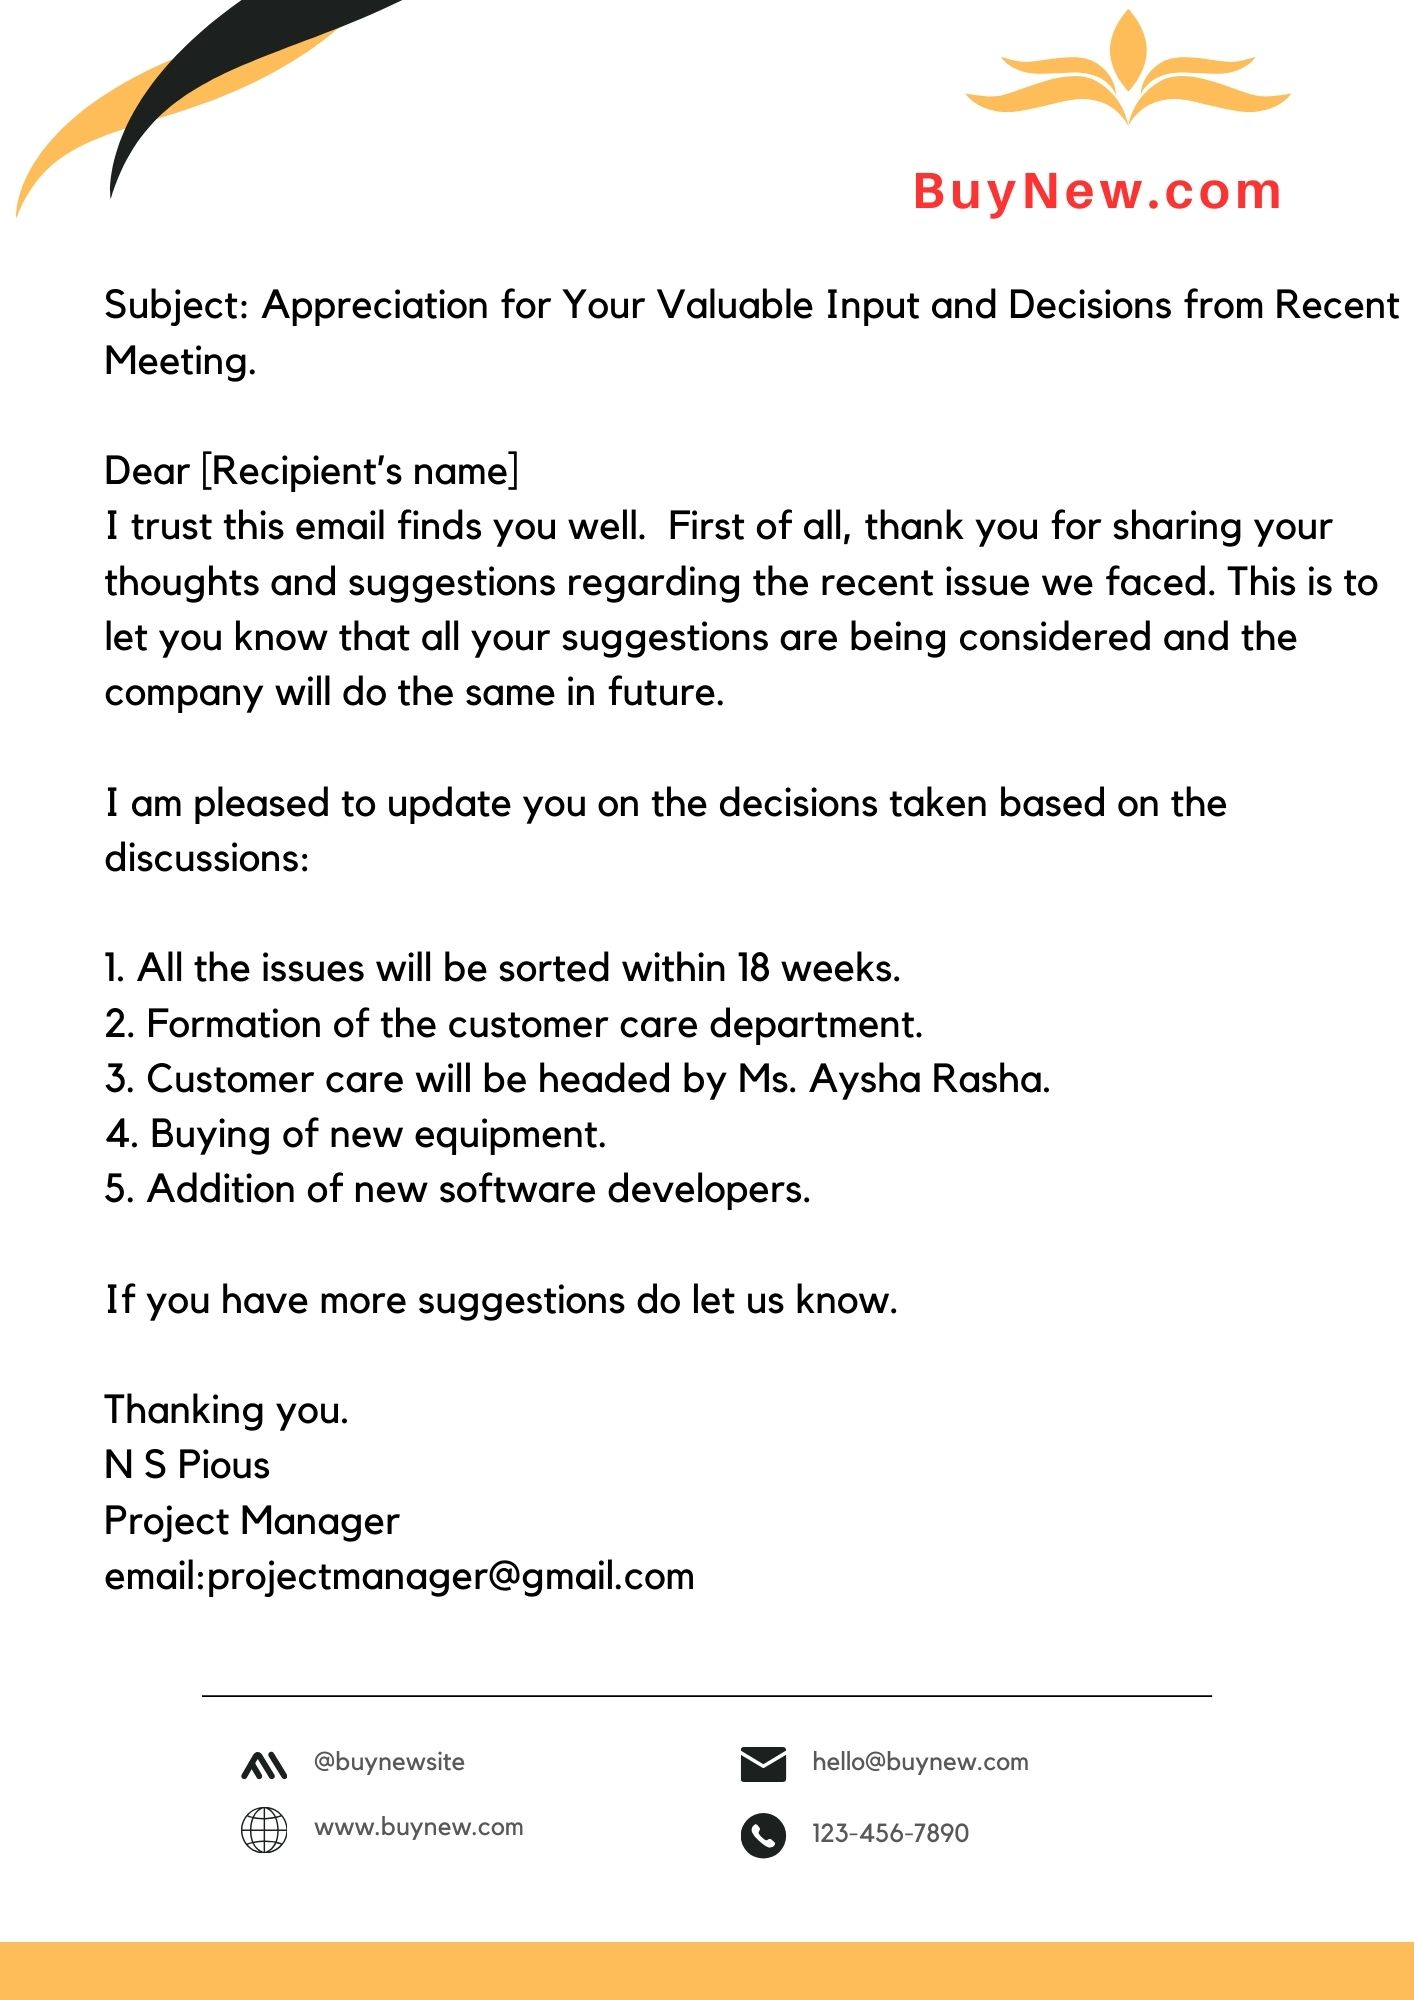 BuyNew.com
Subject: Appreciation for Your Valuable Input and Decisions from Recent
Meeting.
Dear [Recipient’s name]
I trust this email finds you well.  First of all, thank you for sharing your
thoughts and suggestions regarding the recent issue we faced. This is to
let you know that all your suggestions are being considered and the
company will do the same in future.
I am pleased to update you on the decisions taken based on the
discussions:
1. All the issues will be sorted within 18 weeks.
2. Formation of the customer care department.
3. Customer care will be headed by Ms. Aysha Rasha.
4. Buying of new equipment.
5. Addition of new software developers.
If you have more suggestions do let us know.
Thanking you.
N S Pious
Project Manager
email:projectmanager@gmail.com
@buynewsite
hello@buynew.com
www.buynew.com
123-456-7890